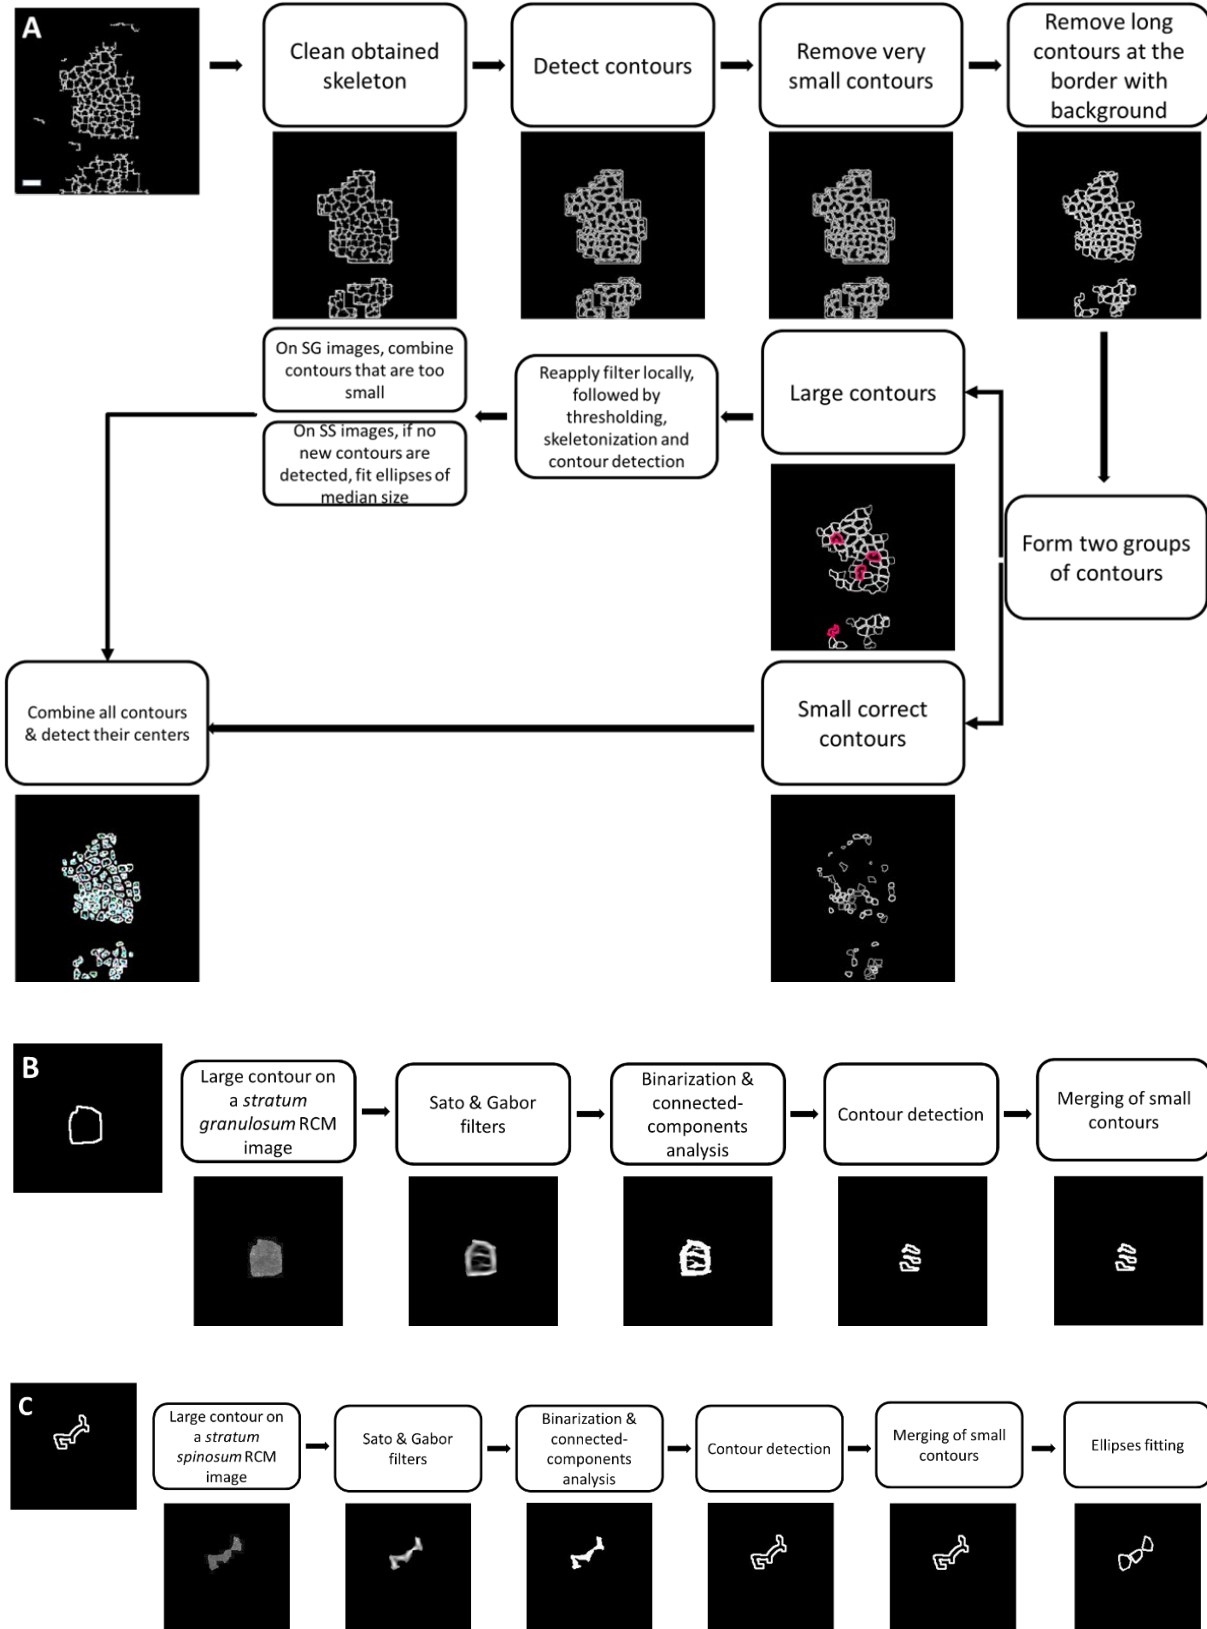 A
Clean obtained
skeleton
Detect contours
Remove very
small contours
Remove long
contours at the
border with
background
On SG images, combine
contours that are too
small
On SS images, if no
new contours are
detected, fit ellipses of
median size
Reapply filter locally,
followed by
thresholding,
skeletonization and
contour detection
Large contours
Form two groups
of contours
Combine all contours
& detect their centers
Small correct
contours
B
Large contour on
a stratum
granulosum RCM
image
Sato & Gabor
filters
Binarization &
connected-
components
analysis
Contour detection
Merging of small
contours
C
Large contour on
a stratum
spinosum RCM
image
Sato & Gabor
filters
Binarization &
connected-
components
analysis
Contour detection
Merging of small
contours
Ellipses fitting